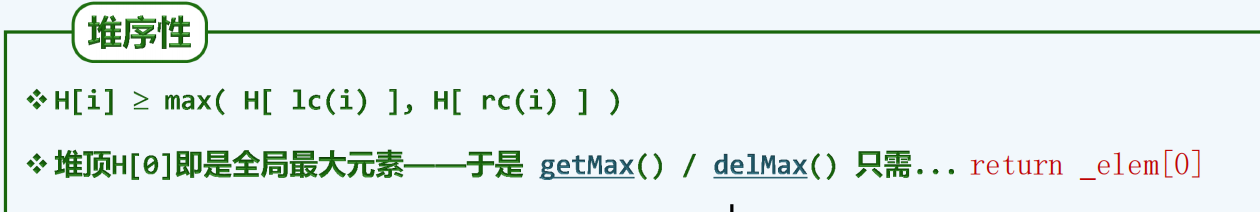 堆序性
❖ H[i] ≥ max( H[ lc(i) ], H[ rc(i) ] )
❖ 堆顶H[0]即是全局最大元素——于是 getMax() / delMax() 只需... return _elem[0]